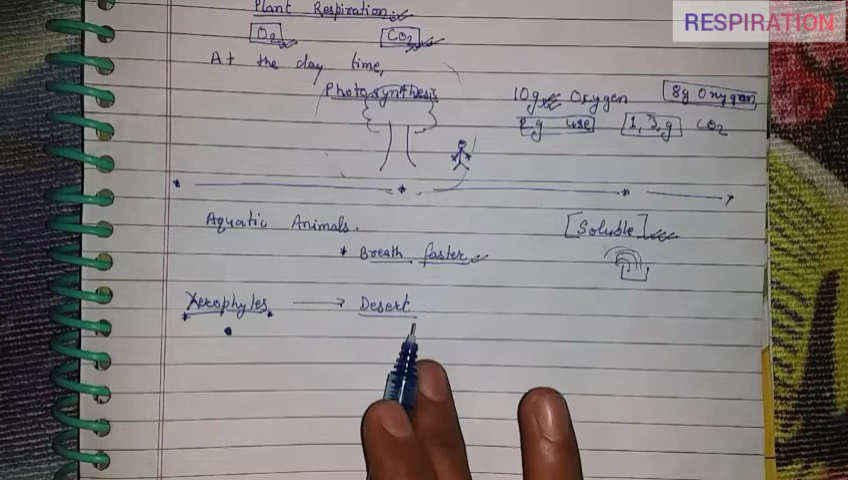 RESPIRATION
Plant Respiration.
O2 CO2
At the day time,
Photosynthesis
10g Oxygen 8g Oxygen
2g use 1, 3, g CO2
Aquatic Animals.
[Soluble]
* Breath faster
Xerophytes → Desert